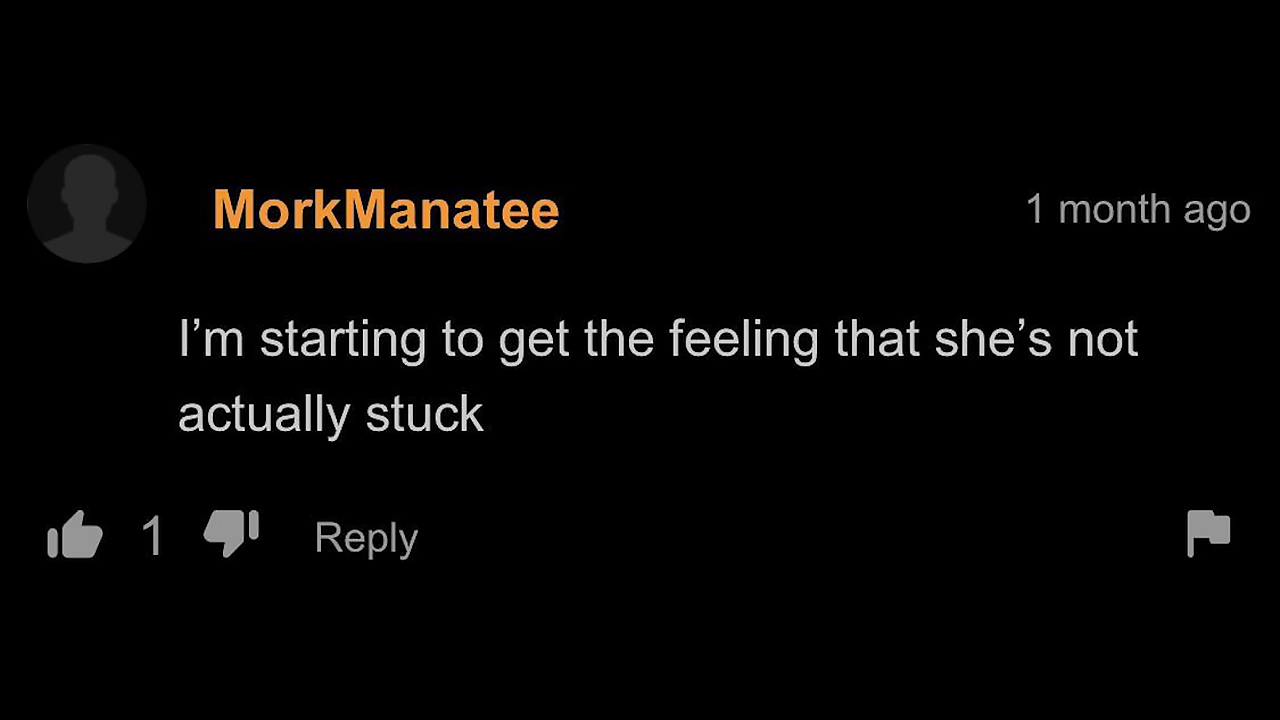 MorkManatee
1 month ago
I’m starting to get the feeling that she’s not
actually stuck
1
Reply